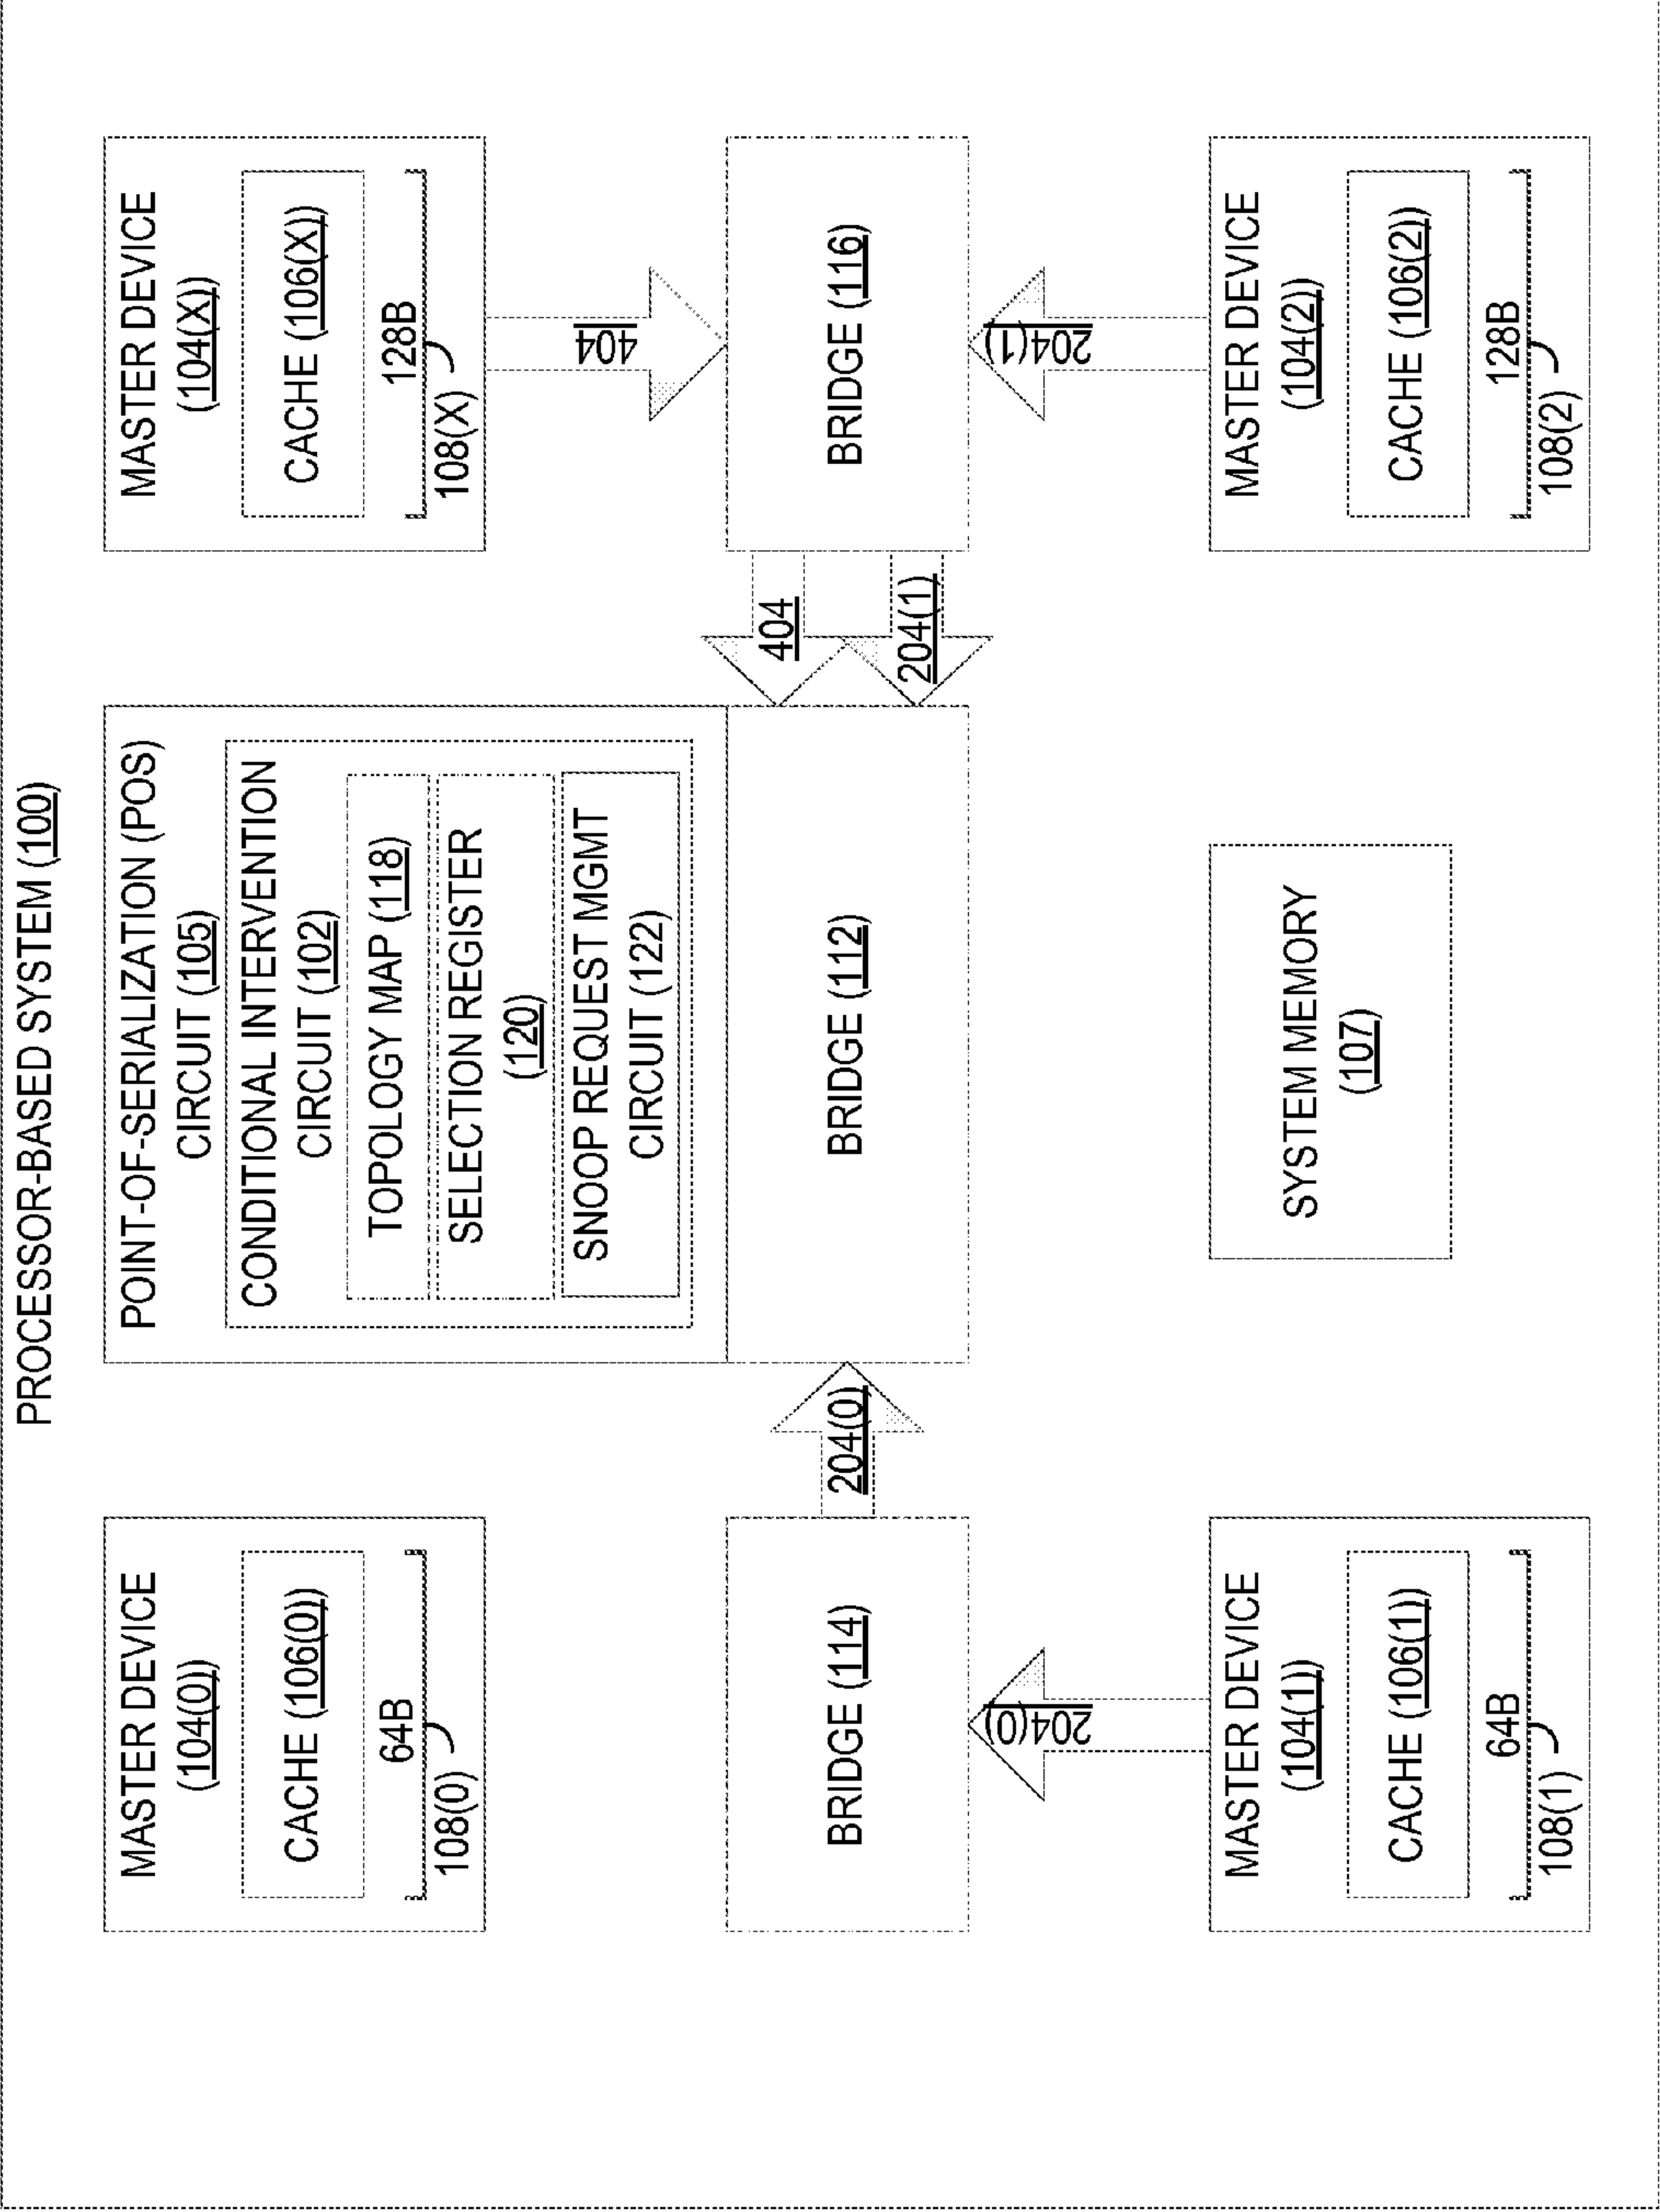 PROCESSOR-BASED SYSTEM (100)
MASTER DEVICE
(104(0))
CACHE (106(0))
64B
108(0)
POINT-OF-SERIALIZATION (POS)
CIRCUIT (105)
CONDITIONAL INTERVENTION
CIRCUIT (102)
TOPOLOGY MAP (118)
SELECTION REGISTER
(120)
SNOOP REQUEST MGMT
CIRCUIT (122)
MASTER DEVICE
(104(X))
CACHE (106(X))
128B
108(X)
404
BRIDGE (114)
204(0)
BRIDGE (112)
404
204(1)
BRIDGE (116)
204(0)
204(1)
MASTER DEVICE
(104(1))
CACHE (106(1))
64B
108(1)
SYSTEM MEMORY
(107)
MASTER DEVICE
(104(2))
CACHE (106(2))
128B
108(2)